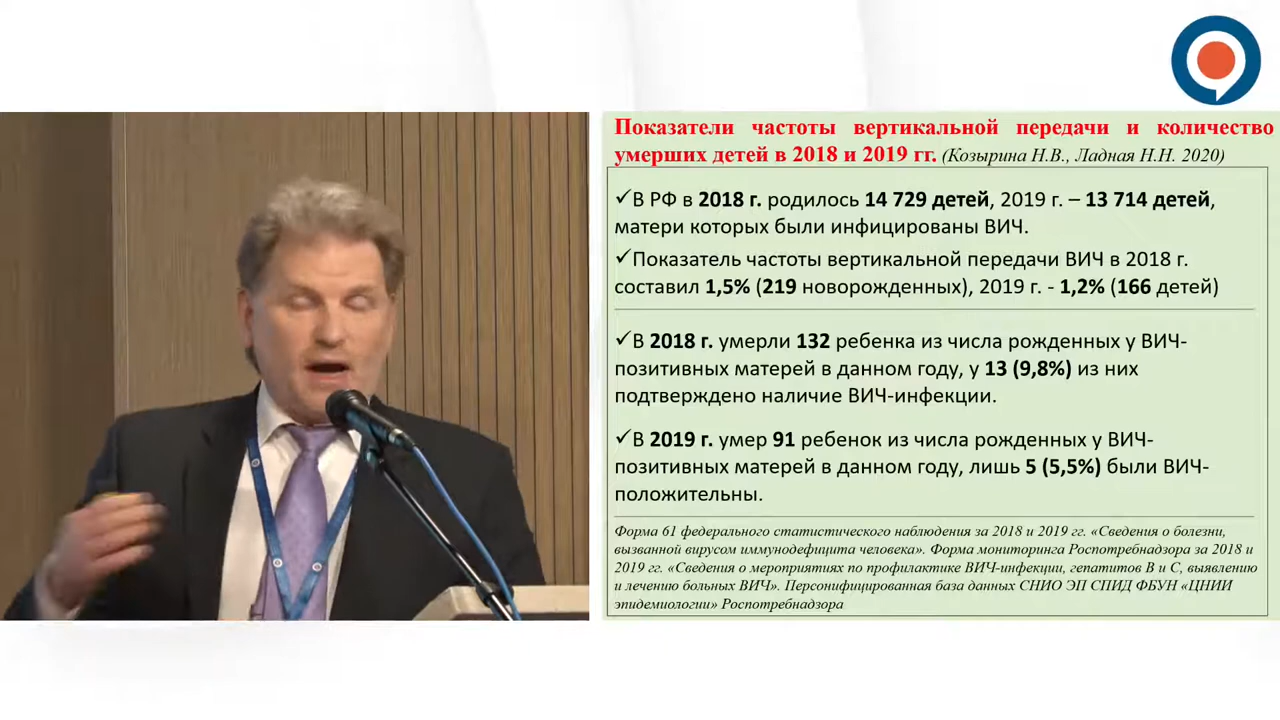 Показатели частоты вертикальной передачи и количество
умерших детей в 2018 и 2019 гг. (Козырина Н.В., Ладная Н.Н. 2020)
✓В РФ в 2018 г. родилось 14 729 детей, 2019 г. – 13 714 детей,
матери которых были инфицированы ВИЧ.
✓Показатель частоты вертикальной передачи ВИЧ в 2018 г.
составил 1,5% (219 новорожденных), 2019 г. - 1,2% (166 детей)
✓В 2018 г. умерли 132 ребенка из числа рожденных у ВИЧ-
позитивных матерей в данном году, у 13 (9,8%) из них
подтверждено наличие ВИЧ-инфекции.
✓В 2019 г. умер 91 ребенок из числа рожденных у ВИЧ-
позитивных матерей в данном году, лишь 5 (5,5%) были ВИЧ-
положительны.
Форма 61 федерального статистического наблюдения за 2018 и 2019 гг. «Сведения о болезни,
вызванной вирусом иммунодефицита человека». Форма мониторинга Роспотребнадзора за 2018 и
2019 гг. «Сведения о мероприятиях по профилактике ВИЧ-инфекции, гепатитов В и С, выявлению
и лечению больных ВИЧ». Персонифицированная база данных СНИО ЭП СПИД ФБУН «ЦНИИ
эпидемиологии» Роспотребнадзора